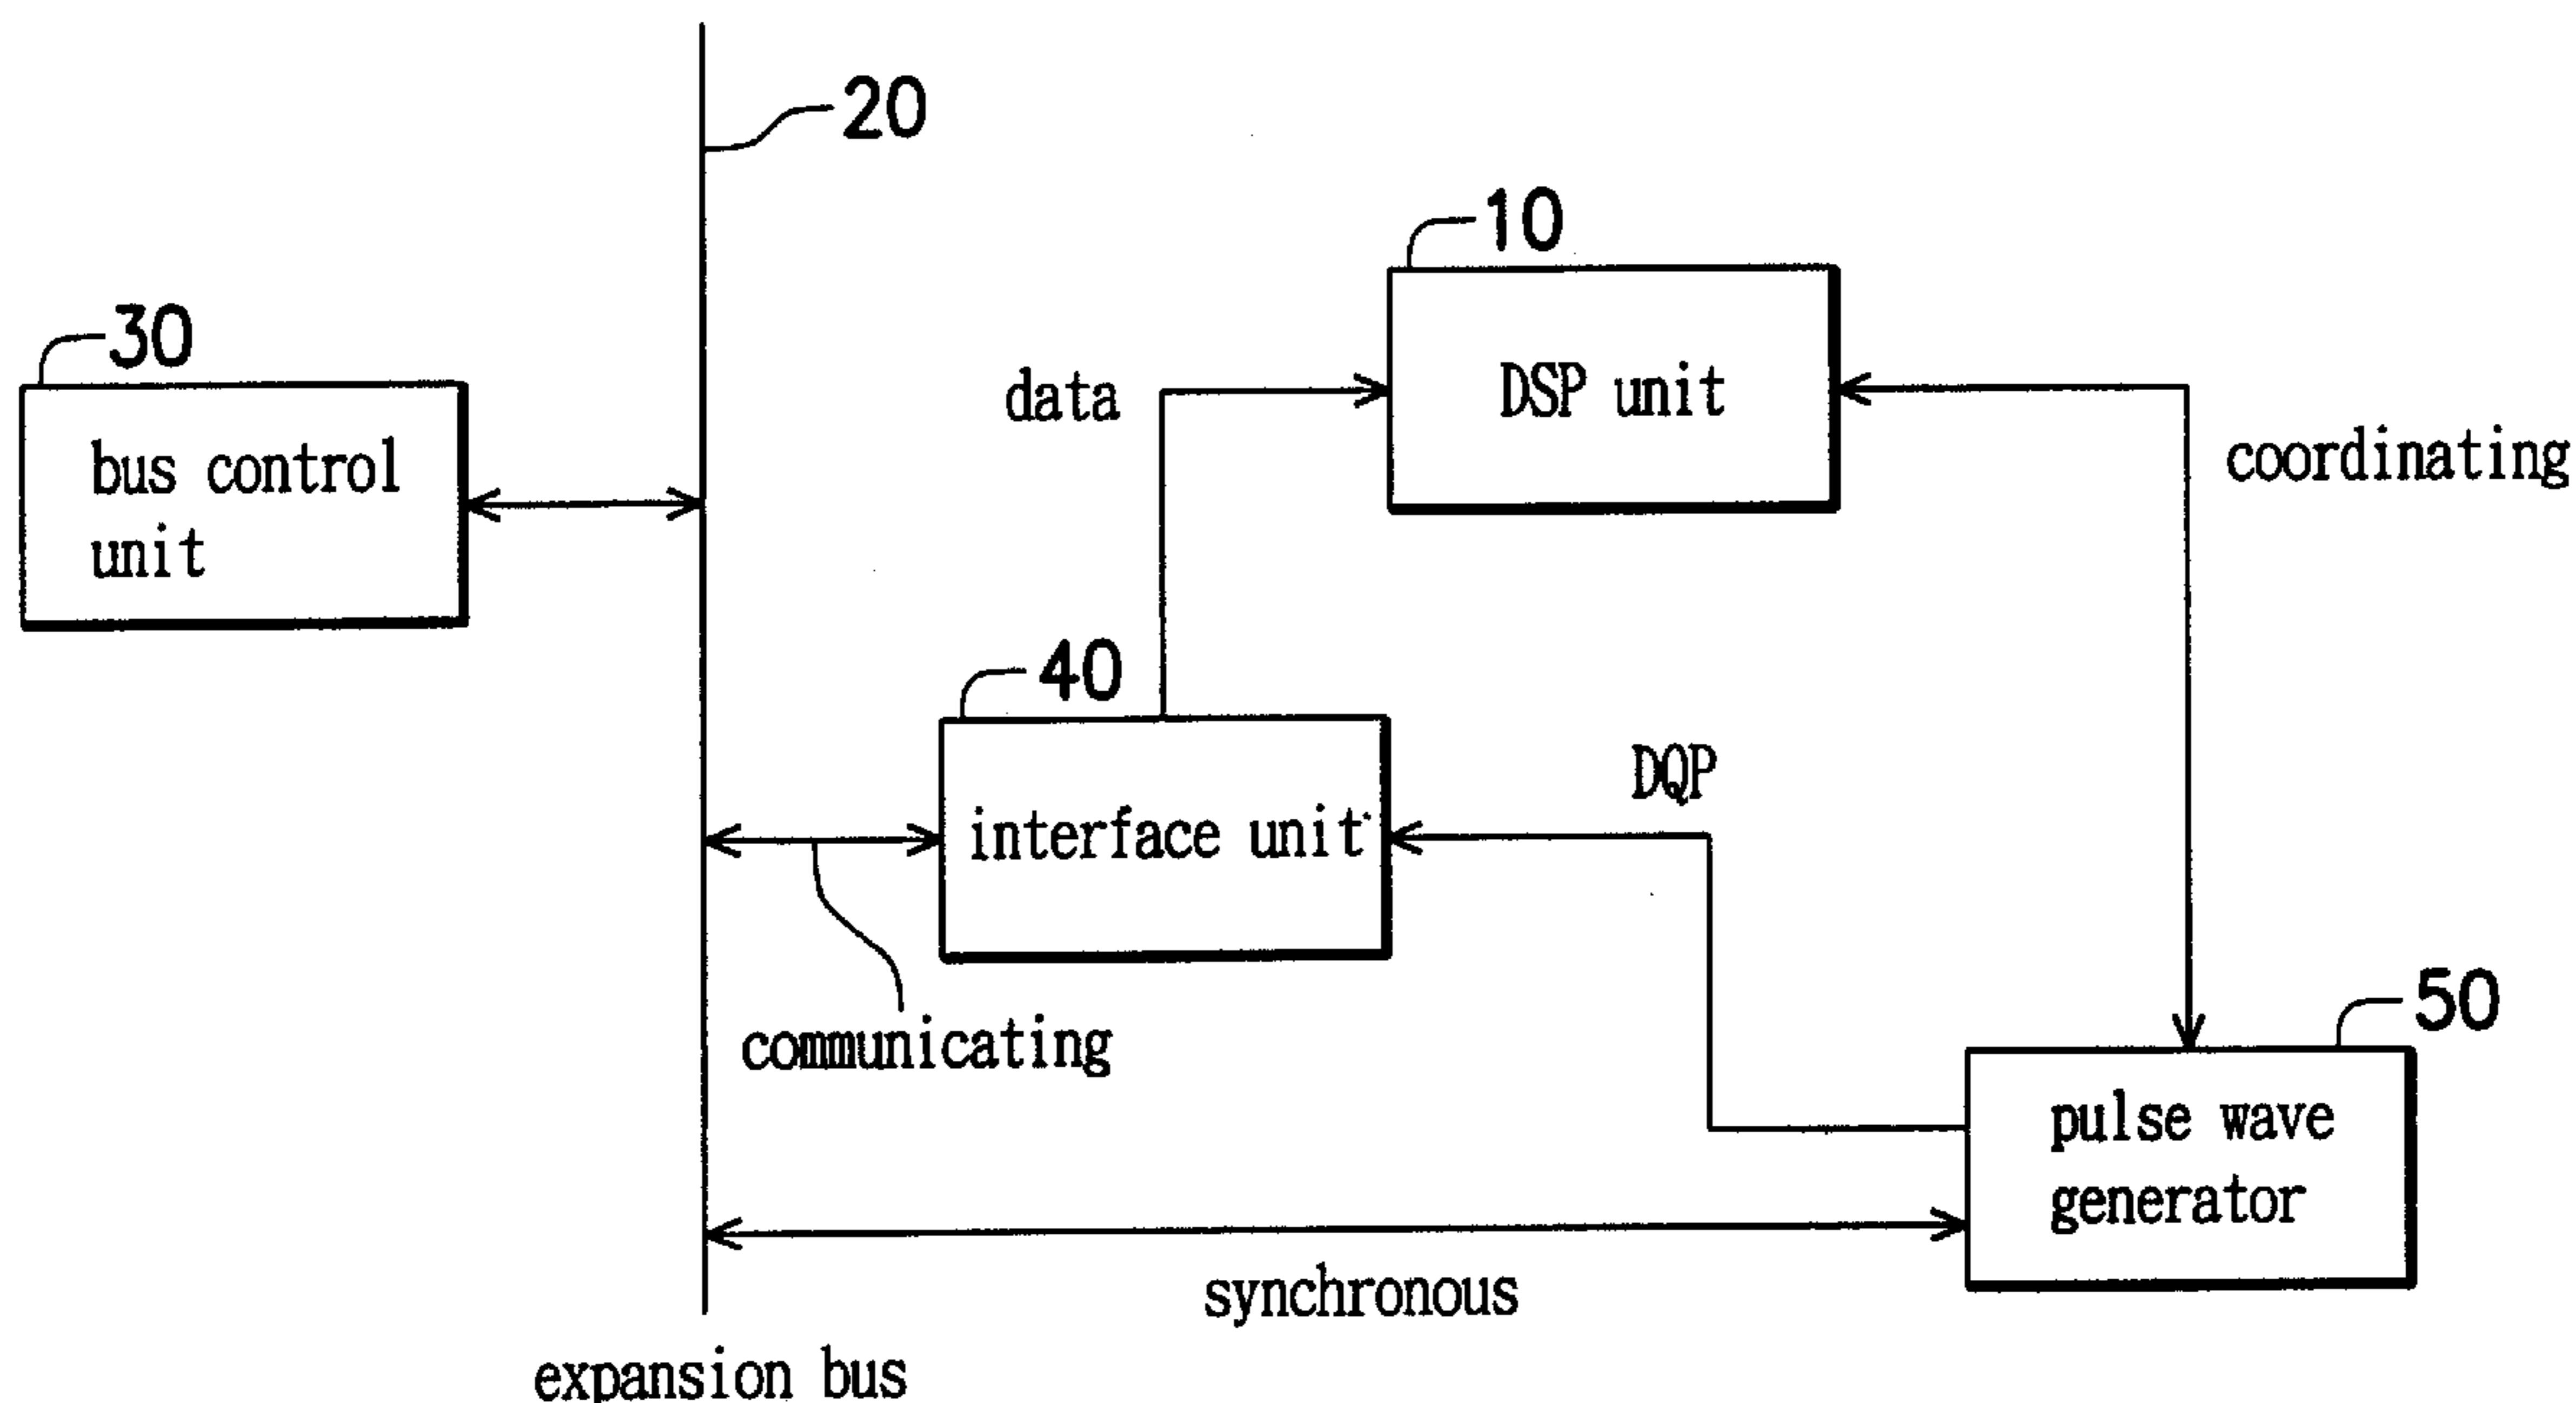 20
10
30
data
DSP unit
coordinating
bus control
unit
40
DQP
interface unit
communicating
50
pulse wave
generator
synchronous
expansion bus